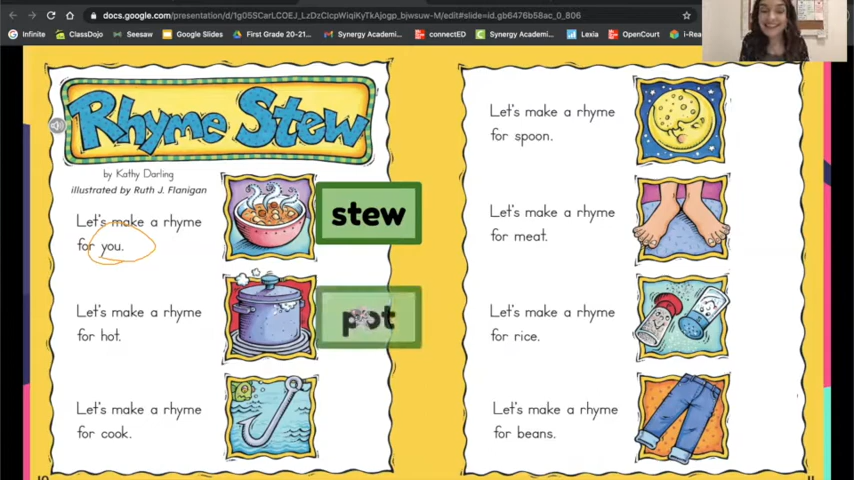 docs.google.com/presentation/d/1g05SCarLCOEJ_LzDzClcpWiqiKyTkAjogp_bjwsuw-M/edit#slide=id.gb6476b58ac_0_806
Infinite ClassDojo Seesaw Google Slides First Grade 20-21... Synergy Academi... connectED Synergy Academi... Lexia OpenCourt i-Rea
Rhyme Stew
by Kathy Darling
illustrated by Ruth J. Flanigan
Let's make a rhyme
for you.
stew
Let's make a rhyme
for hot.
pot
Let's make a rhyme
for cook.
Let's make a rhyme
for spoon.
Let's make a rhyme
for meat.
Let's make a rhyme
for rice.
Let's make a rhyme
for beans.